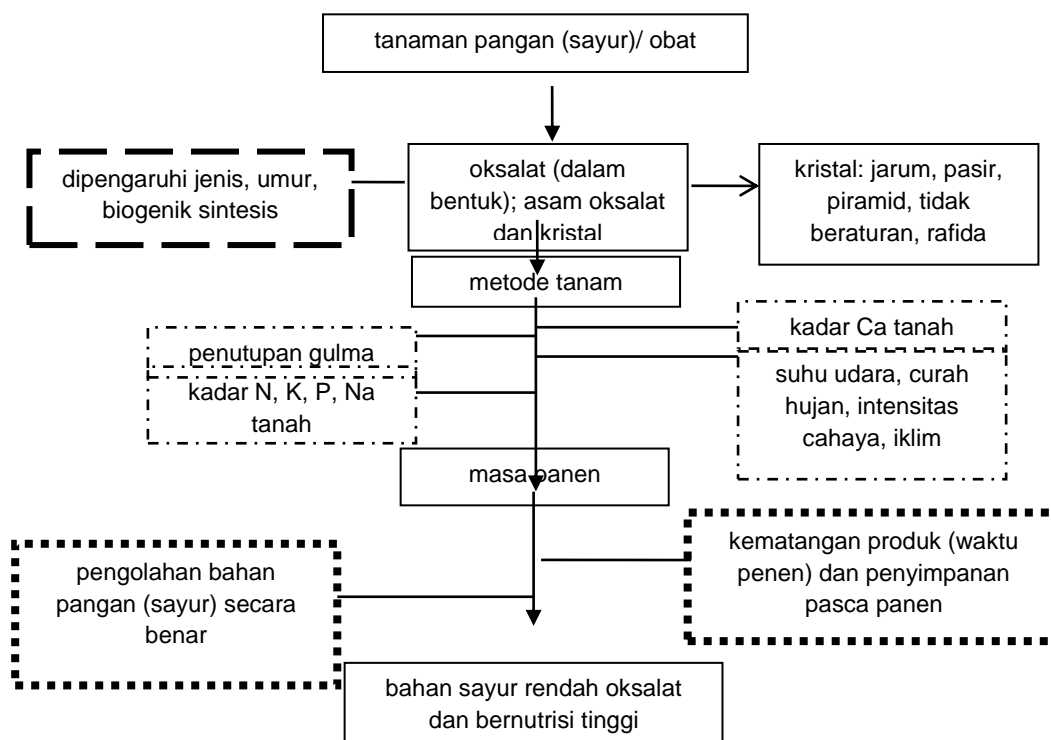 tanaman pangan (sayur)/ obat
dipengaruhi jenis, umur,
biogenik sintesis
oksalat (dalam
bentuk); asam oksalat
dan kristal
kristal: jarum, pasir,
piramid, tidak
beraturan, rafida
metode tanam
penutupan gulma
kadar N, K, P, Na
tanah
kadar Ca tanah
suhu udara, curah
hujan, intensitas
cahaya, iklim
masa panen
pengolahan bahan
pangan (sayur) secara
benar
kematangan produk (waktu
penen) dan penyimpanan
pasca panen
bahan sayur rendah oksalat
dan bernutrisi tinggi